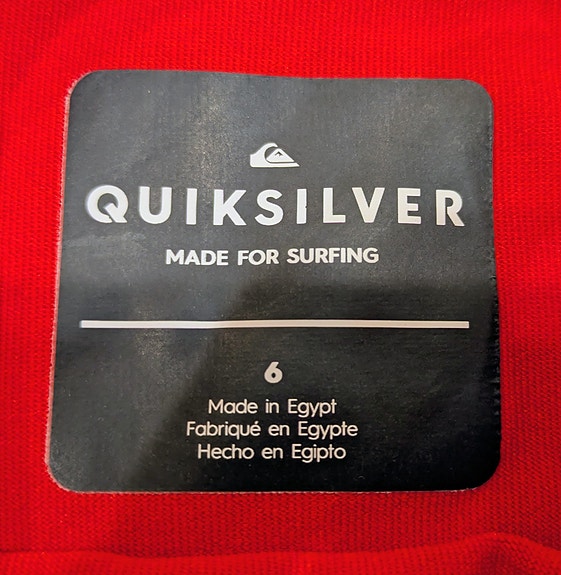 QUIKSILVER
MADE FOR SURFING
6
Made in Egypt
Fabriqué en Egypte
Hecho en Egipto